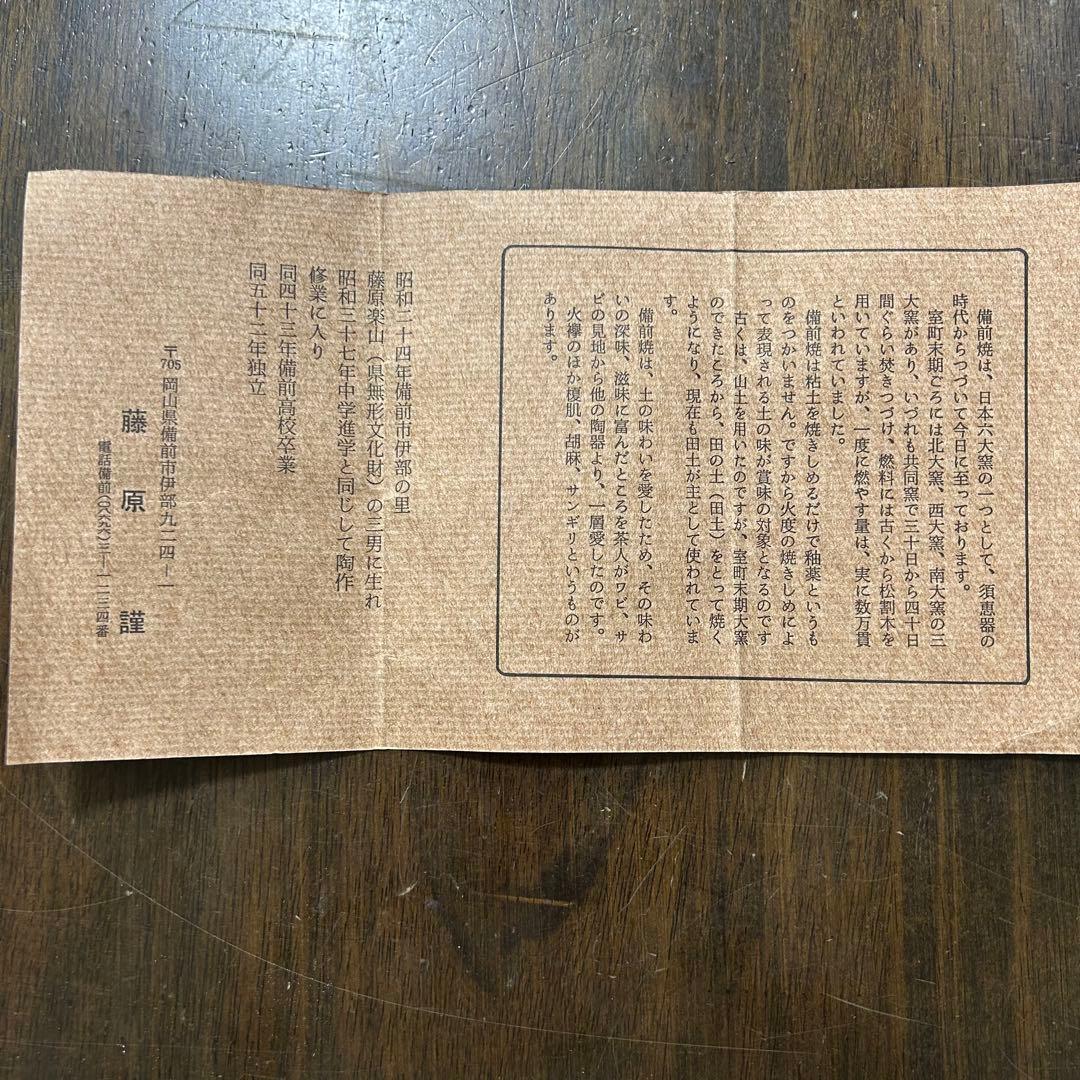 備前焼は、日本六大窯の一つとして、須恵器の
時代からつづいて今日に至っております。
室町末期ごろには北大窯、西大窯、南大窯の三
大窯があり、いづれも共同窯で三十日から四十日
間ぐらい焚きつづけ、燃料には古くから松割木を
用いていますが、一度に燃やす量は、実に数万貫
といわれていました。
備前焼は粘土を焼きしめるだけで釉薬というも
のをつかいません。ですから火度の焼きしめによ
って表現される土の味が賞味の対象となるのです
古くは、山土を用いたのですが、室町末期大窯
のできたころから、田の土（田土）をとって焼く
ようになり、現在も田土が主として使われていま
す。
備前焼は、土の味わいを愛したため、その味わ
いの深味、滋味に富んだところを茶人がワビ、サ
ビの見地から他の陶器より、一層愛したのです。
火襷のほか榎肌、胡麻、サンギリというものが
あります。
昭和二十四年備前市伊部の里
藤原楽山（県無形文化財）の三男に生れ
昭和三十七年中学進学と同じして陶作
修業に入り
同四十三年備前高校卒業
同五十二年独立
〒705 岡山県備前市伊部九二四－一
藤原 謹
電話備前(〇八六九六)三－一二三四番